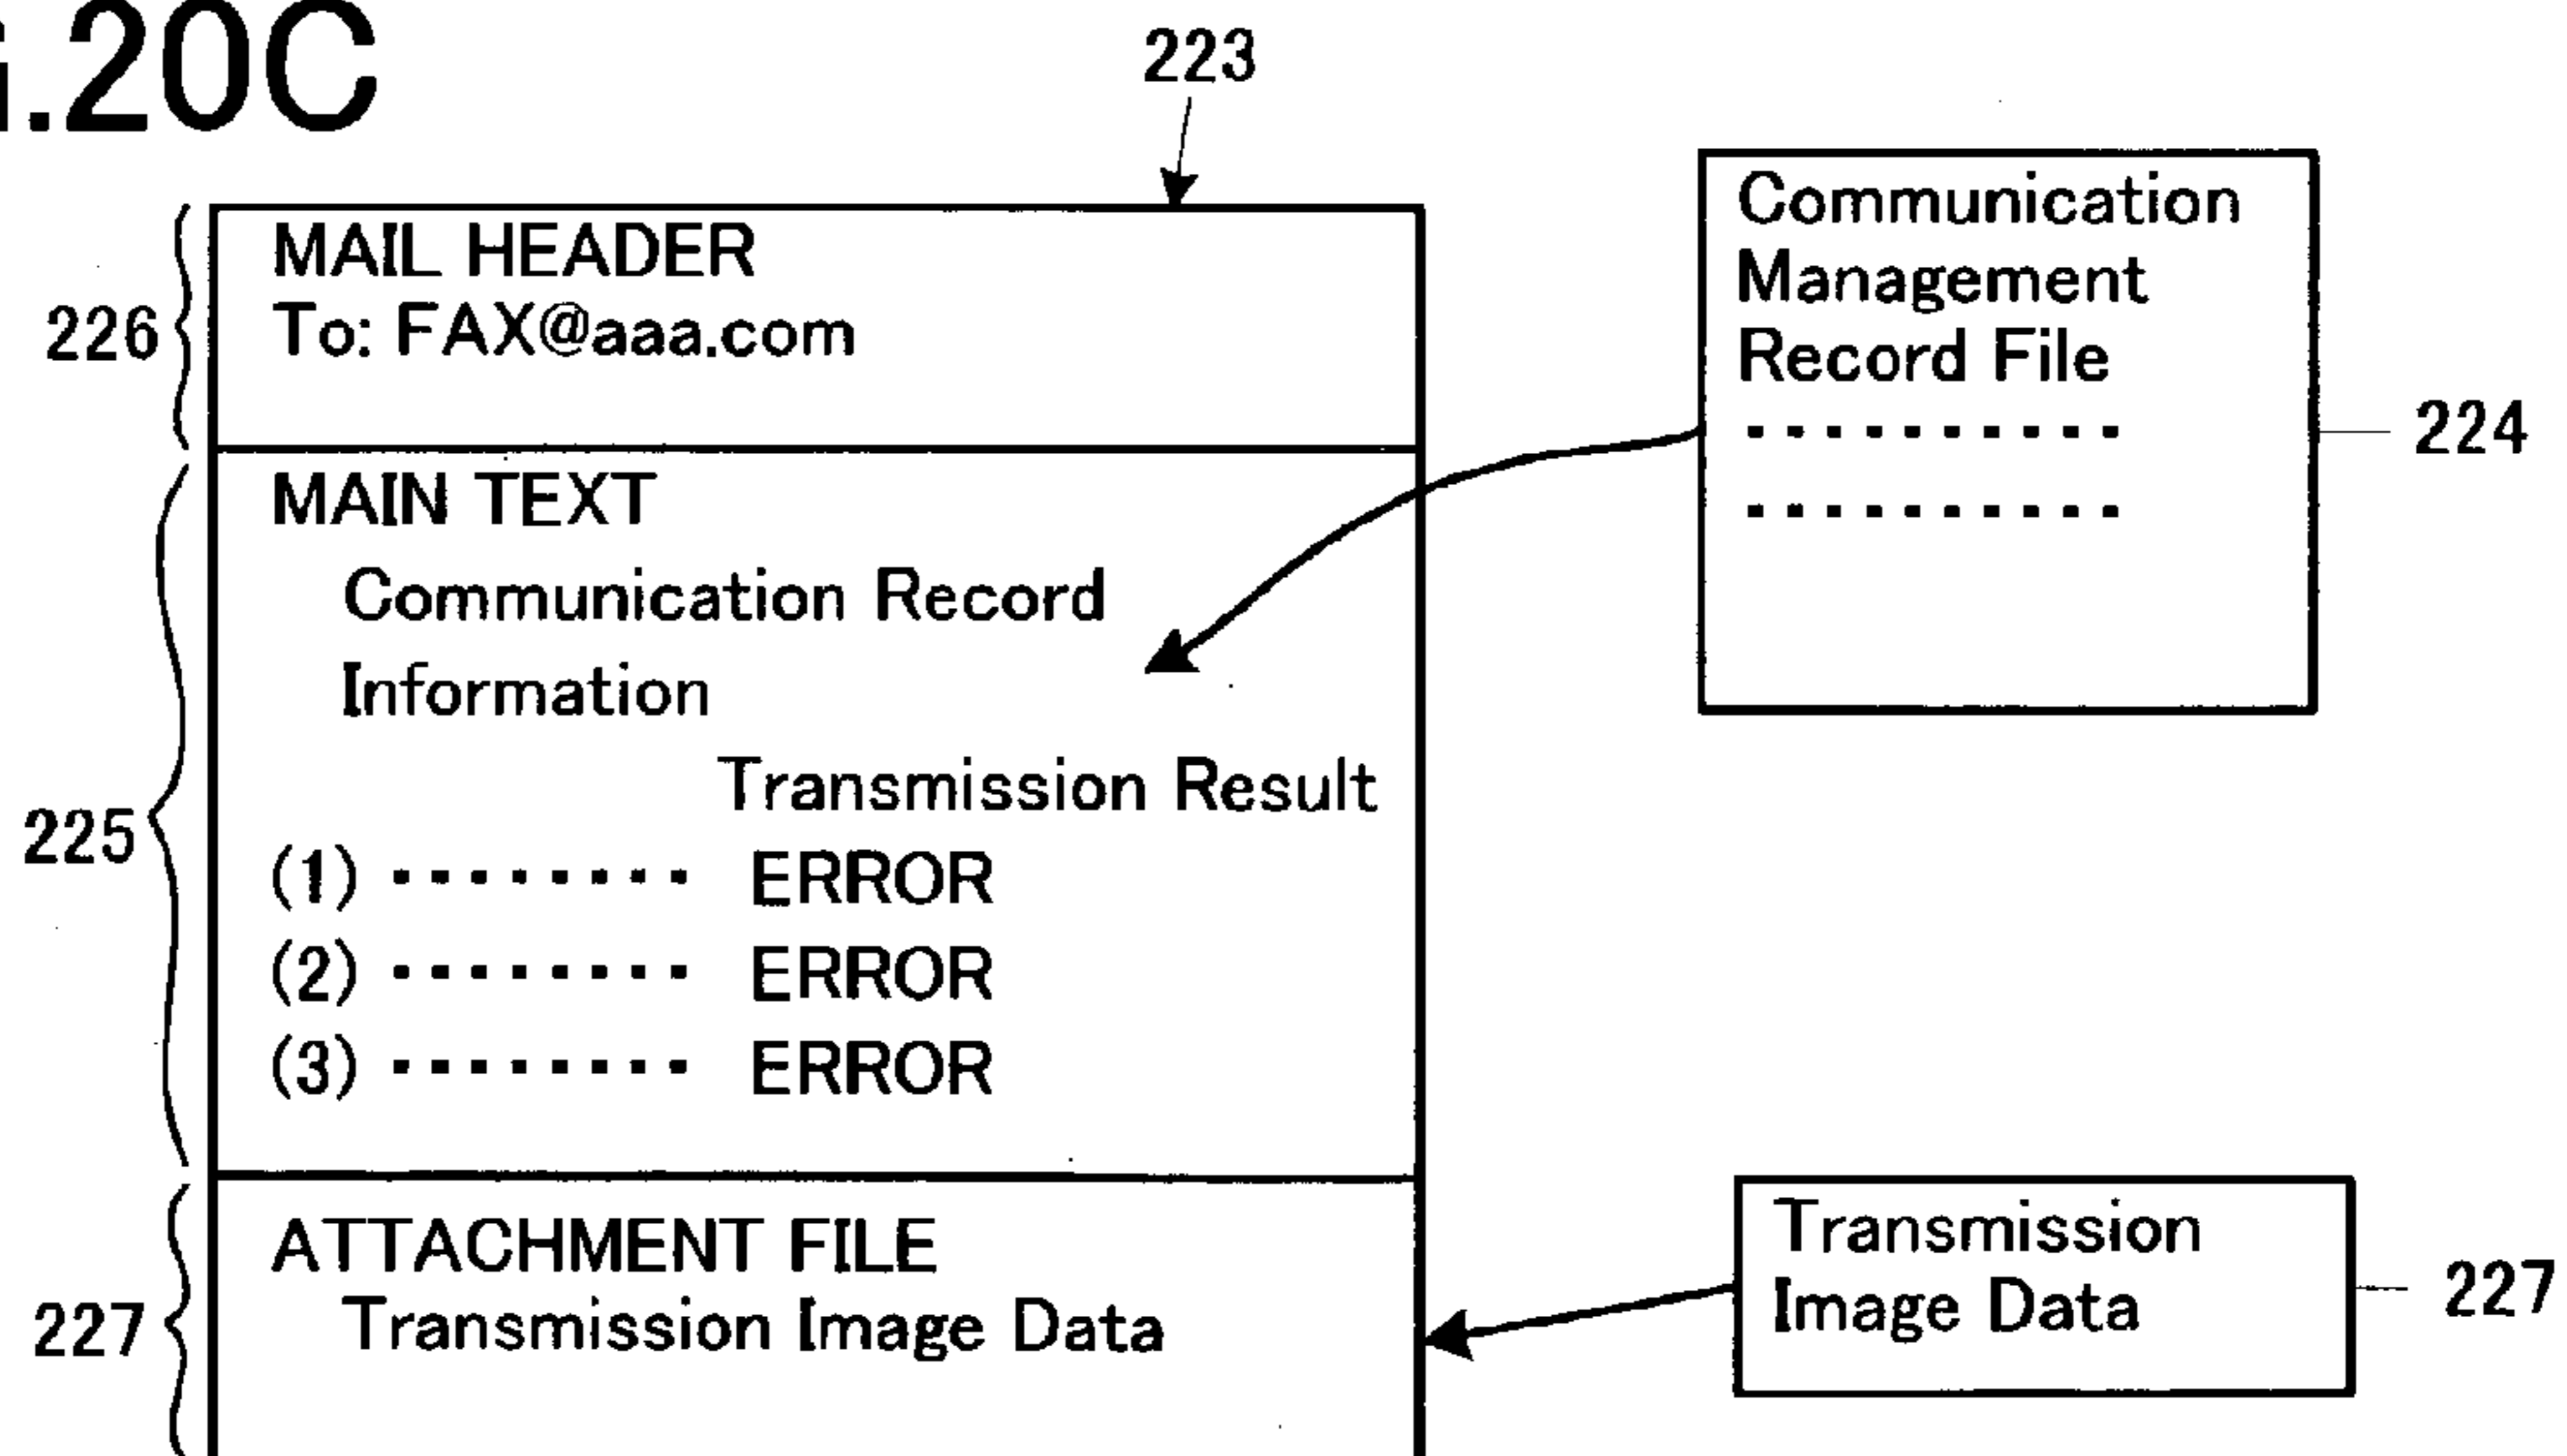 .20C
223
226
MAIL HEADER
To: FAX@aaa.com
Communication
Management
Record File
・・・・・・・・・・
・・・・・・・・・・
224
225
MAIN TEXT
Communication Record
Information
Transmission Result
(1) ・・・・・・・・ ERROR
(2) ・・・・・・・・ ERROR
(3) ・・・・・・・・ ERROR
227
ATTACHMENT FILE
Transmission Image Data
Transmission
Image Data
227